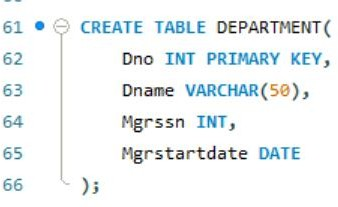 61 CREATE TABLE DEPARTMENT(
62 Dno INT PRIMARY KEY,
63 Dname VARCHAR(50),
64 Mgrssn INT,
65 Mgrstartdate DATE
66 );